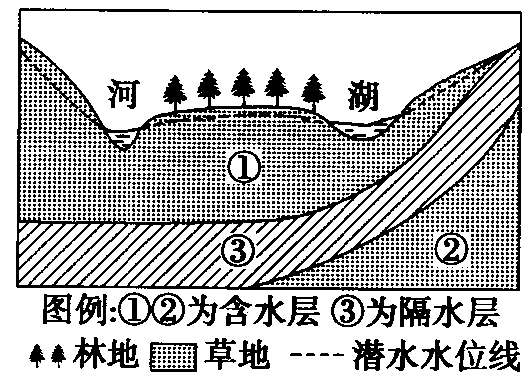 河 湖
①
③ ②
图例:①②为含水层 ③为隔水层
林地 草地 潜水水位线